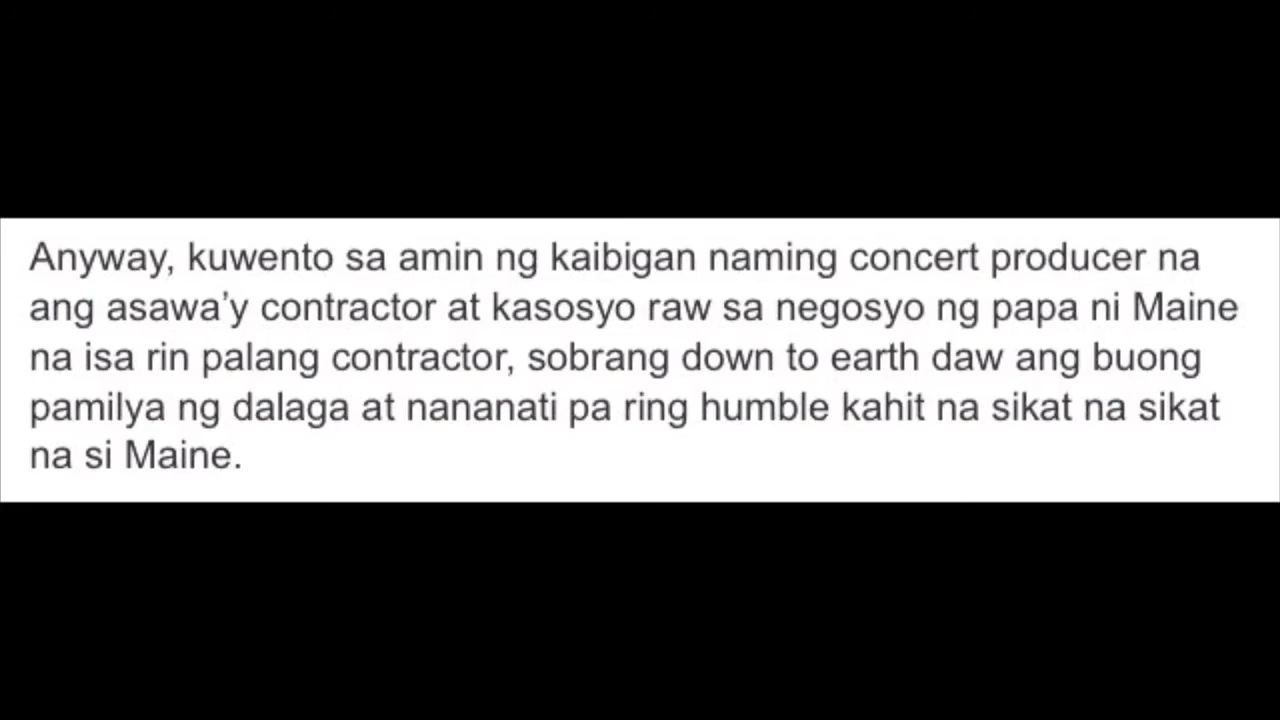 Anyway, kuwento sa amin ng kaibigan naming concert producer na
ang asawa’y contractor at kasosyo raw sa negosyo ng papa ni Maine
na isa rin palang contractor, sobrang down to earth daw ang buong
pamilya ng dalaga at nananati pa ring humble kahit na sikat na sikat
na si Maine.